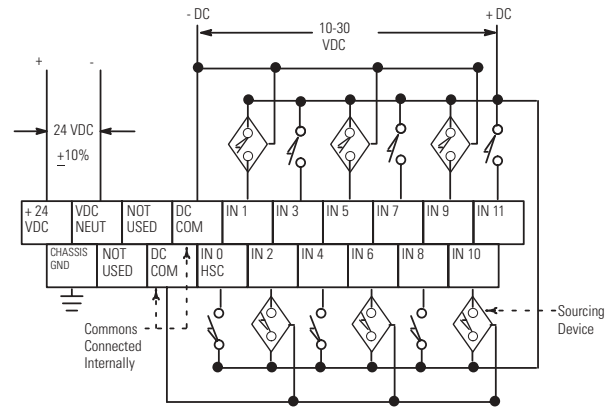 - DC
+ DC
10-30
VDC
+
-
24 VDC
±10%
+ 24
VDC
VDC
NEUT
NOT
USED
DC
COM
IN 1
IN 3
IN 5
IN 7
IN 9
IN 11
CHASSIS
GND
NOT
USED
DC
COM
IN 0
HSC
IN 2
IN 4
IN 6
IN 8
IN 10
Commons
Connected
Internally
Sourcing
Device